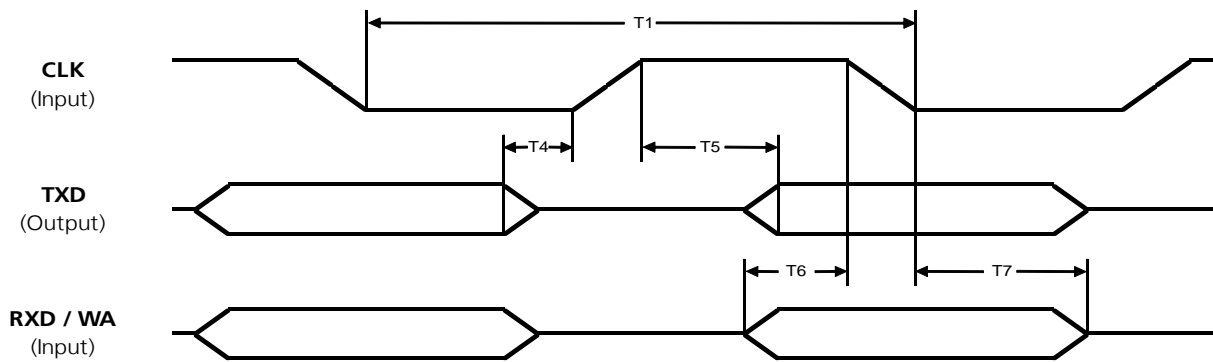 T1
CLK
(Input)
T4
T5
TXD
(Output)
T6
T7
RXD / WA
(Input)